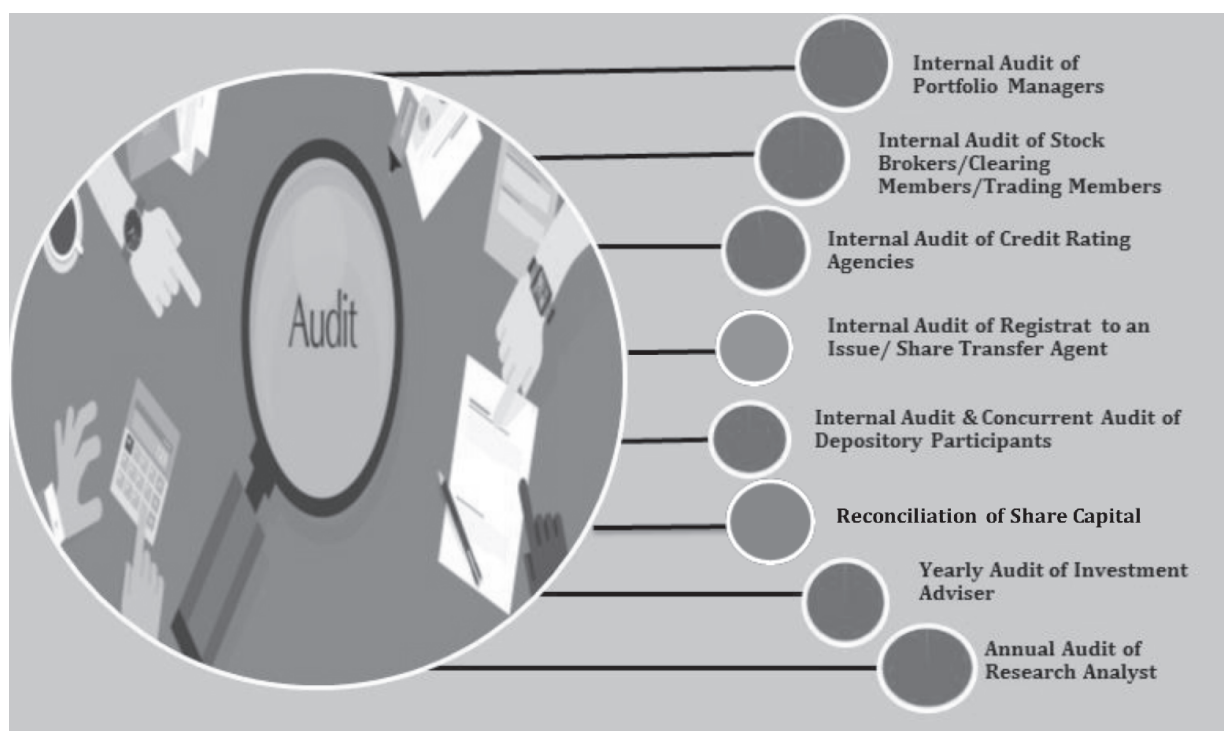 Audit
Internal Audit of
Portfolio Managers
Internal Audit of Stock
Brokers/Clearing
Members/Trading Members
Internal Audit of Credit Rating
Agencies
Internal Audit of Registrat to an
Issue/ Share Transfer Agent
Internal Audit & Concurrent Audit of
Depository Participants
Reconciliation of Share Capital
Yearly Audit of Investment
Adviser
Annual Audit of
Research Analyst